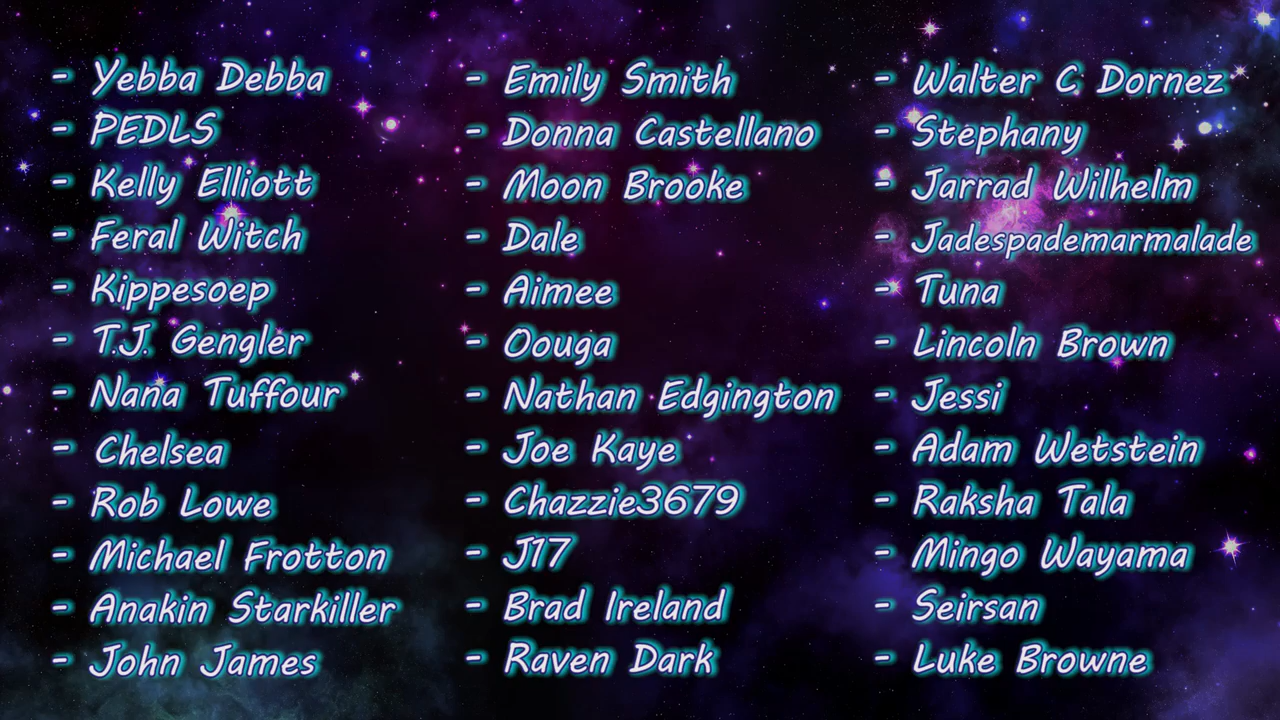 - Yebba Debba
- PEDLS
- Kelly Elliott
- Feral Witch
- Kippesoep
- T.J. Gengler
- Nana Tuffour
- Chelsea
- Rob Lowe
- Michael Frotton
- Anakin Starkiller
- John James
- Emily Smith
- Donna Castellano
- Moon Brooke
- Dale
- Aimee
- Oouga
- Nathan Edgington
- Joe Kaye
- Chazzie3679
- J17
- Brad Ireland
- Raven Dark
- Walter C Dornez
- Stephany
- Jarrad Wilhelm
- Jadespademarmalade
- Tuna
- Lincoln Brown
- Jessi
- Adam Wetstein
- Raksha Tala
- Mingo Wayama
- Seirsan
- Luke Browne